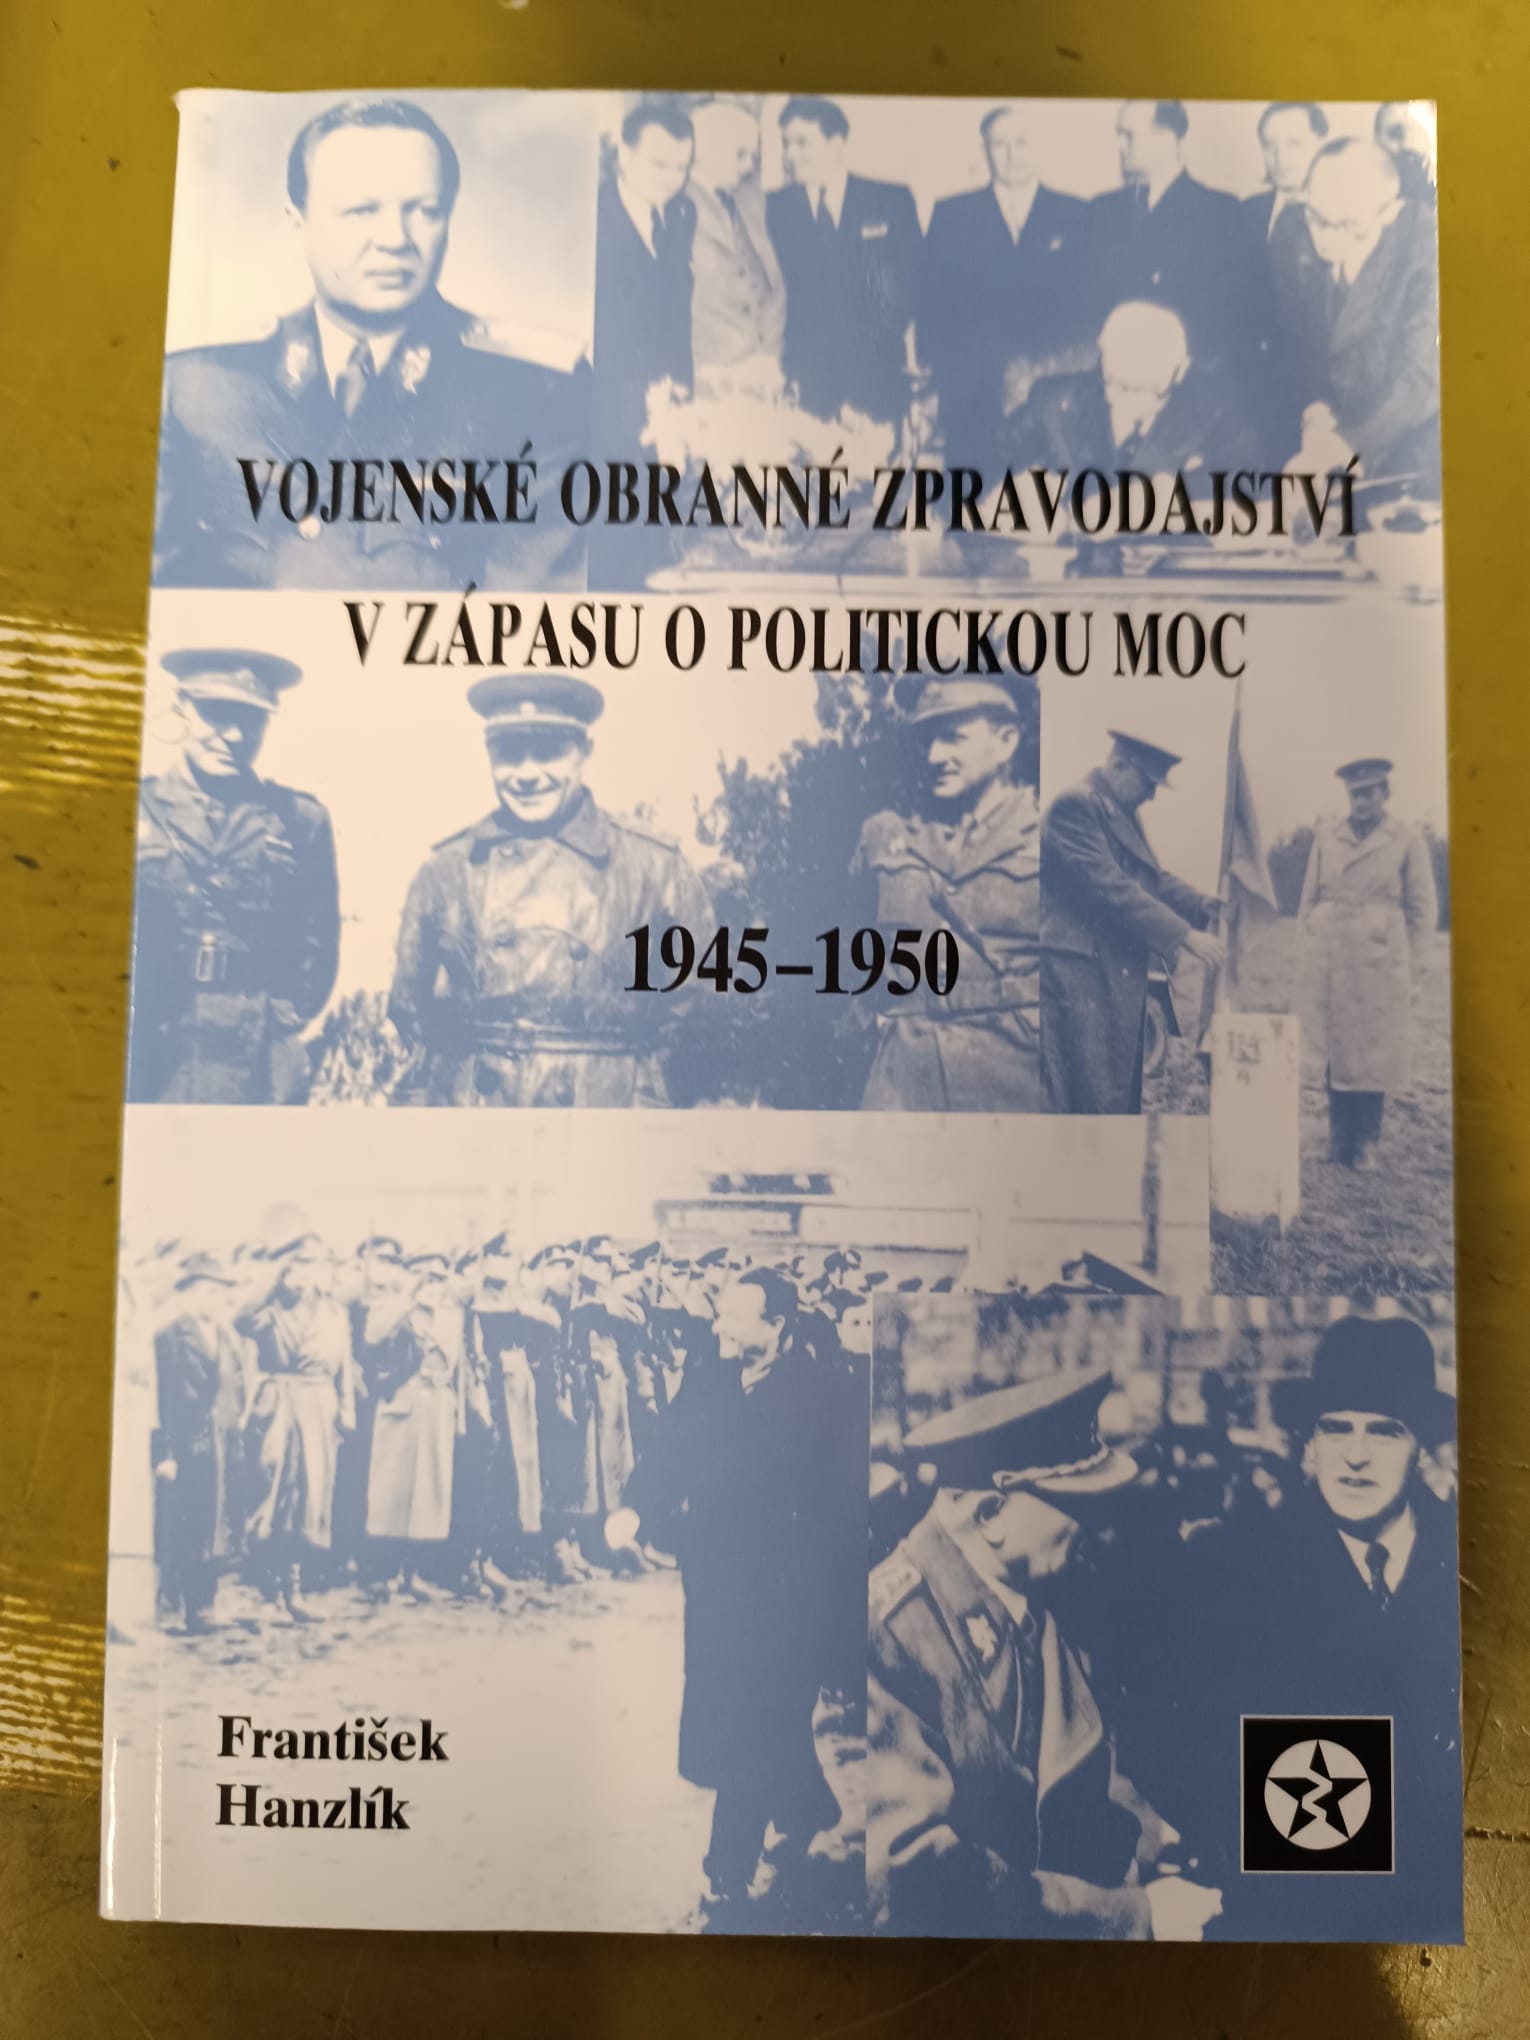 VOJENSKÉ OBRANNÉ ZPRAVODAJSTVÍ
V ZÁPASU O POLITICKOU MOC
1945–1950
František
Hanzlík